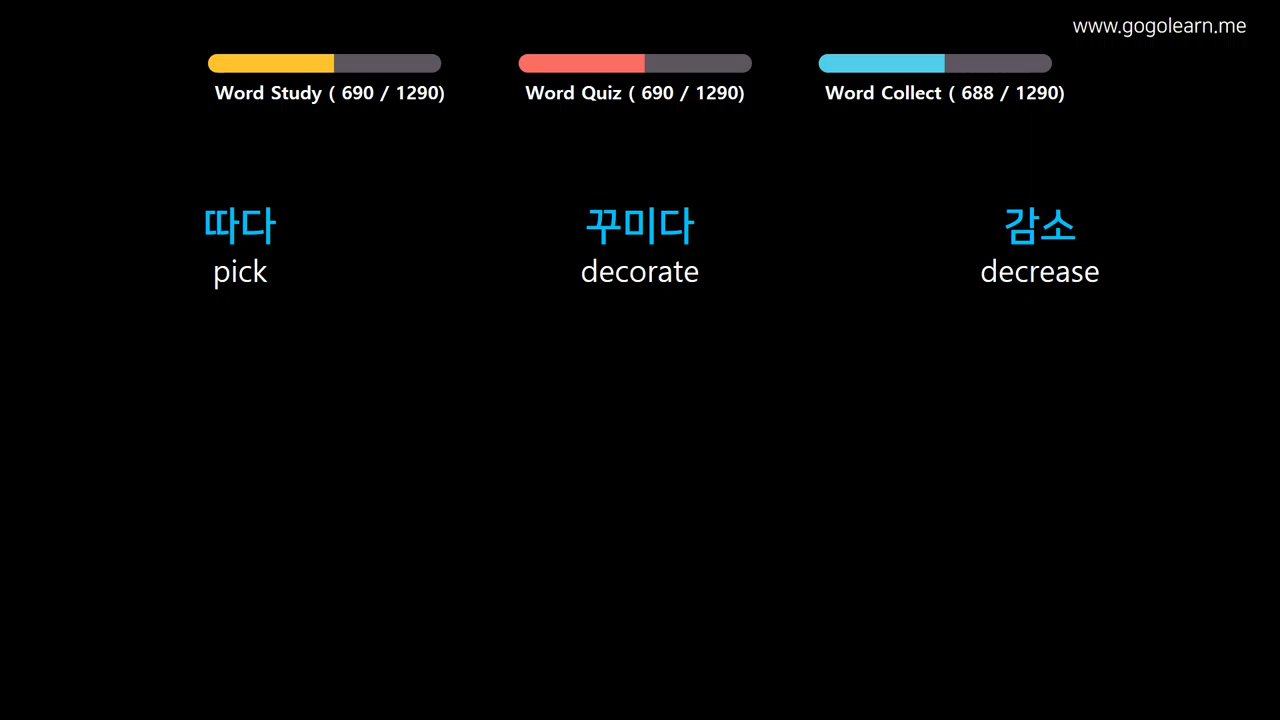 www.gogolearn.me
Word Study ( 690 / 1290)
Word Quiz ( 690 / 1290)
Word Collect ( 688 / 1290)
따다
pick
꾸미다
decorate
감소
decrease